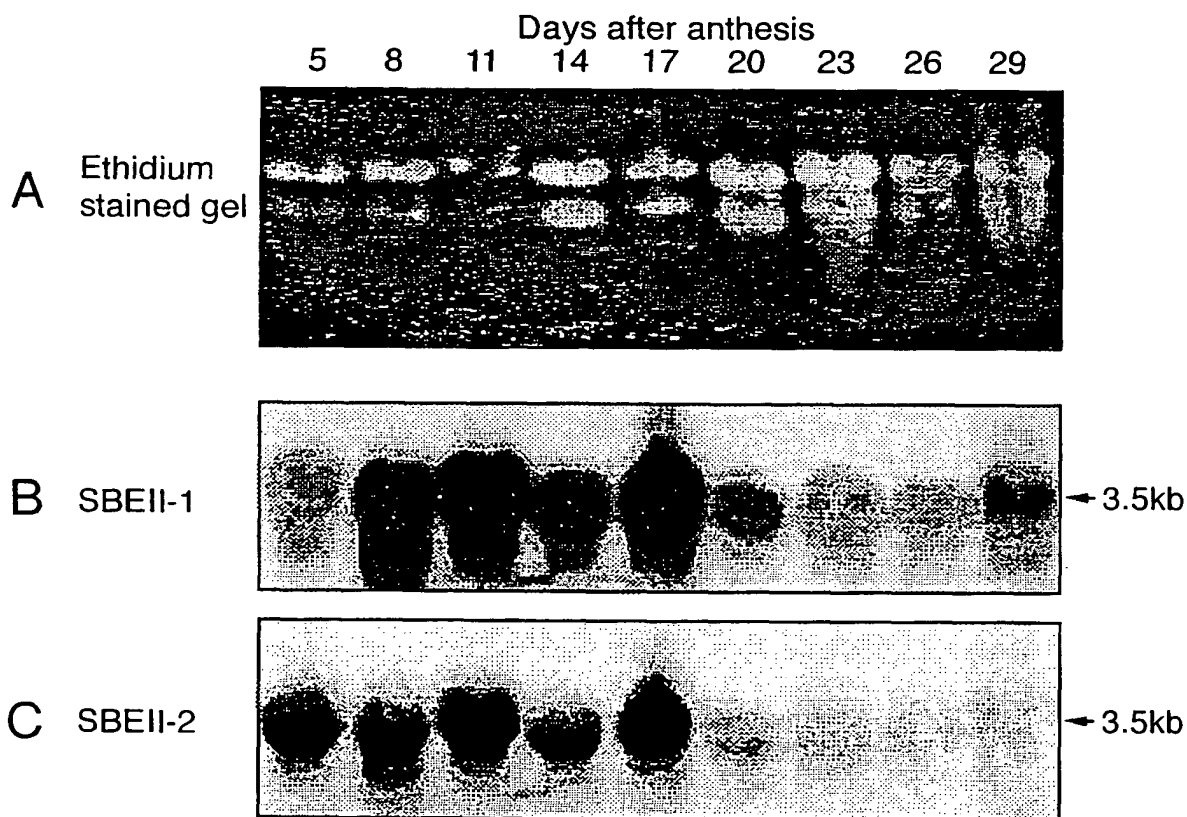 Days after anthesis
5 8 11 14 17 20 23 26 29
A Ethidium
stained gel
B SBEII-1 3.5kb
C SBEII-2 3.5kb